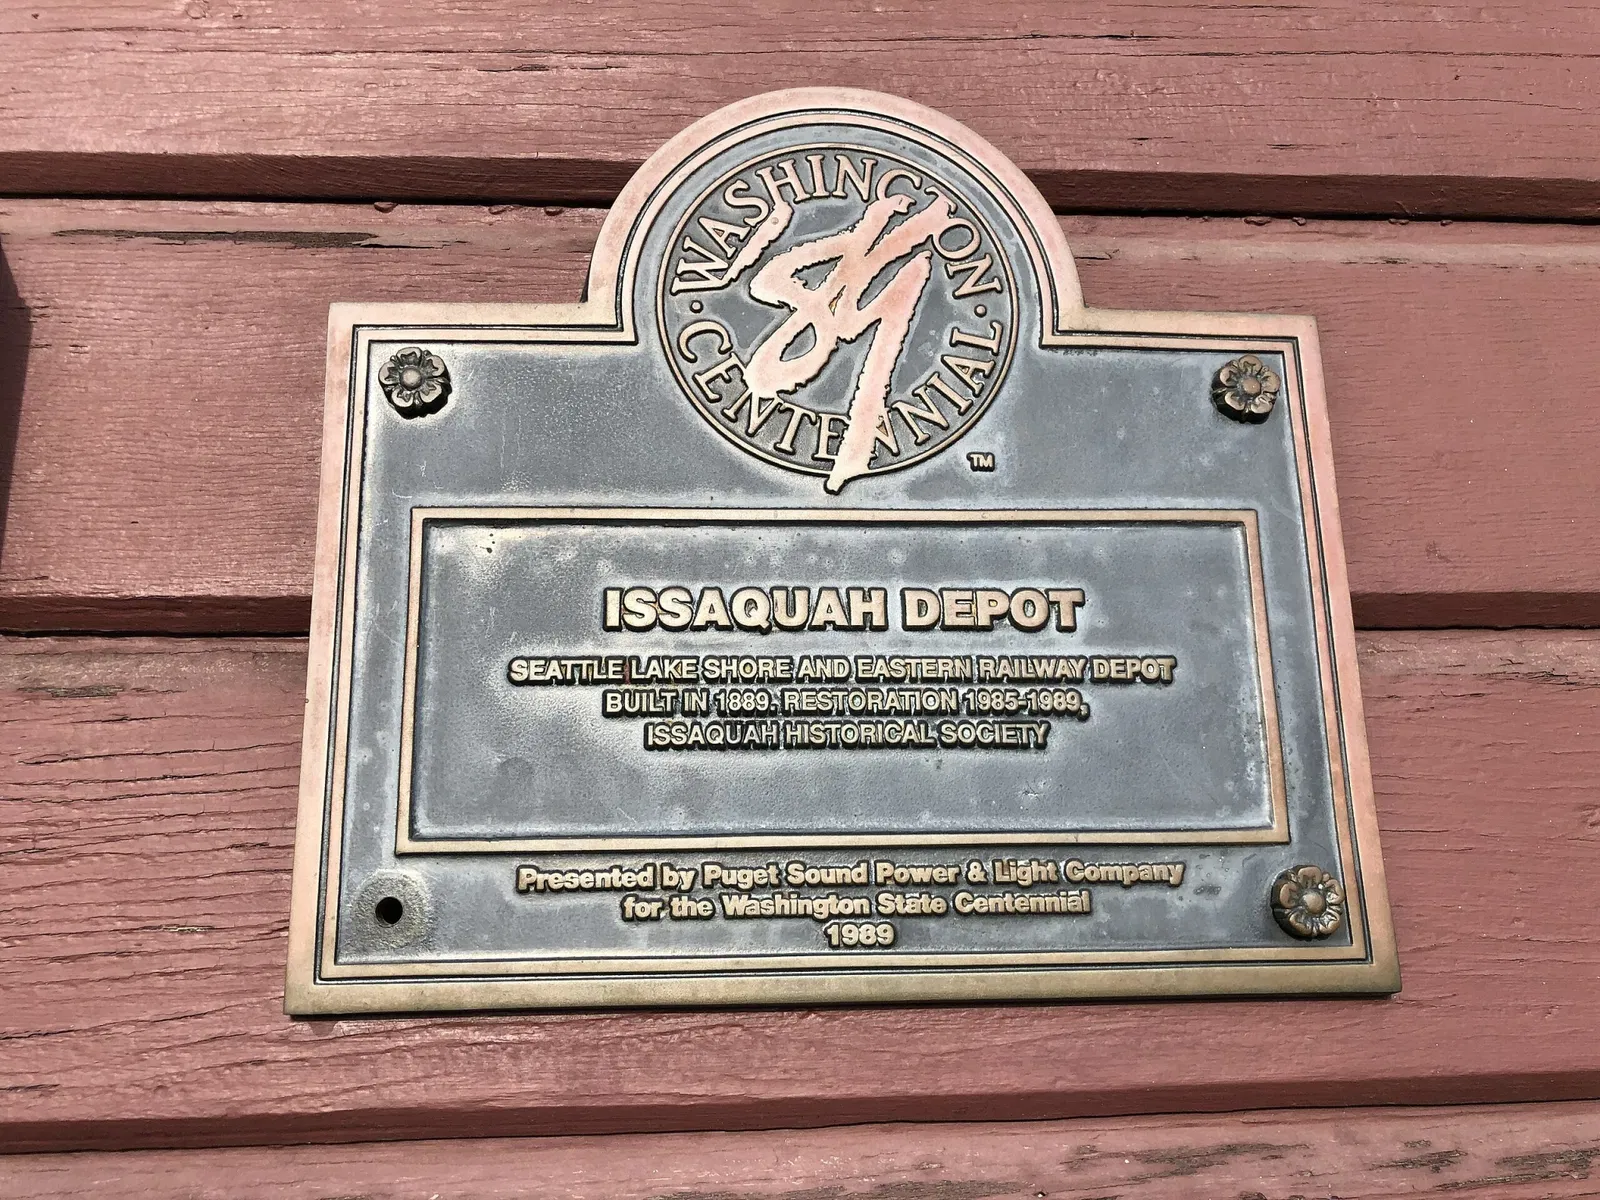 WASHINGTON
89
· CENTENNIAL ·
TM
ISSAQUAH DEPOT
SEATTLE LAKE SHORE AND EASTERN RAILWAY DEPOT
BUILT IN 1889. RESTORATION 1985-1989,
ISSAQUAH HISTORICAL SOCIETY
Presented by Puget Sound Power & Light Company
for the Washington State Centennial
1989